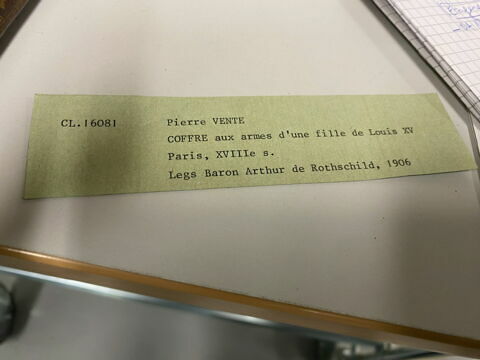 CL.16081 Pierre VENTE
COFFRE aux armes d'une fille de Louis XV
Paris, XVIIIe s.
Legs Baron Arthur de Rothschild, 1906